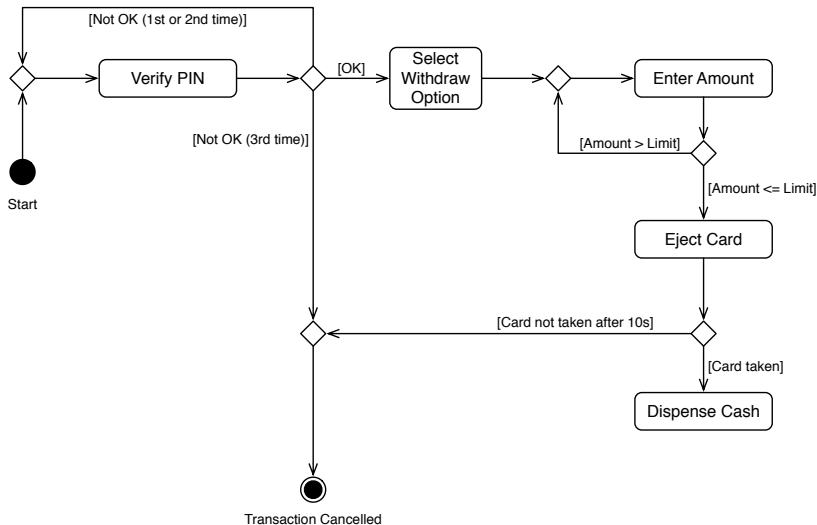 [Not OK (1st or 2nd time)]
Verify PIN
[OK]
Select
Withdraw
Option
Enter Amount
[Not OK (3rd time)]
[Amount > Limit]
[Amount <= Limit]
Start
Eject Card
[Card not taken after 10s]
[Card taken]
Dispense Cash
Transaction Cancelled